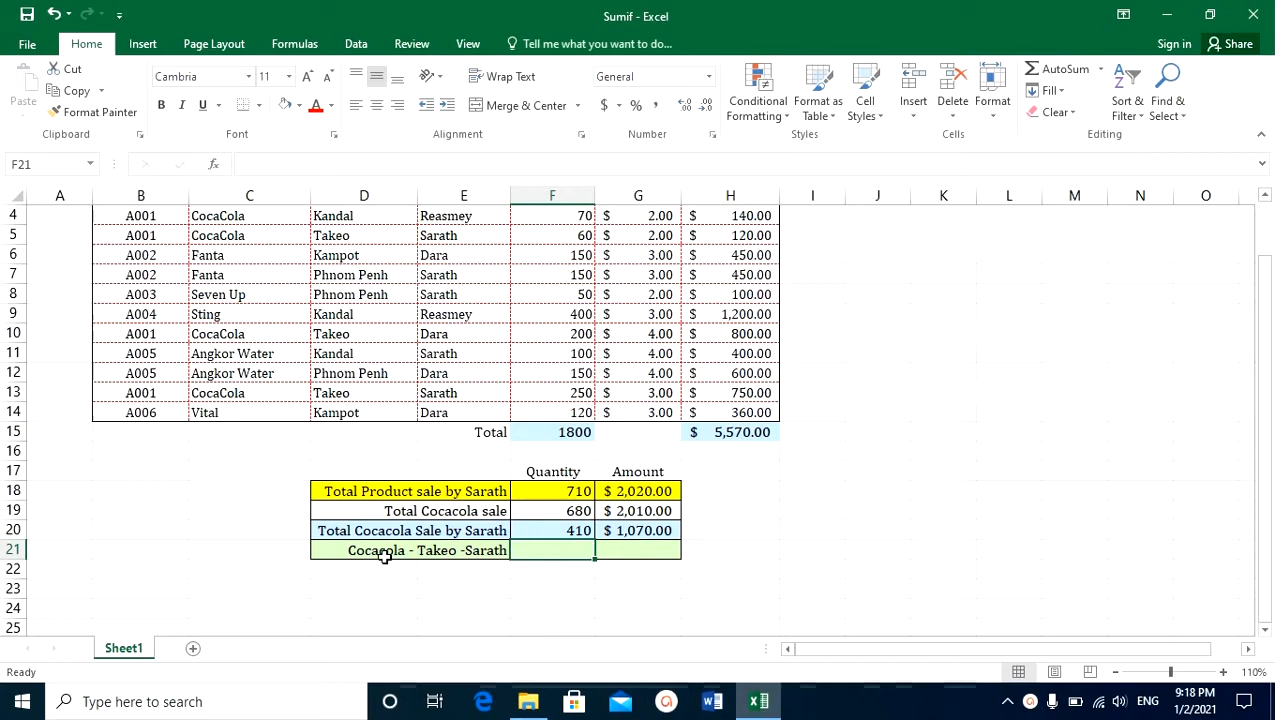 Sumif - Excel
File Home Insert Page Layout Formulas Data Review View Tell me what you want to do... Sign in Share
Paste Cut Copy Format Painter Clipboard
Cambria 11 A A B I U A Font
Wrap Text Merge & Center Alignment
General $ % , Number
Conditional Formatting Format as Table Cell Styles Styles
Insert Delete Format Cells
AutoSum Fill Clear Sort & Filter Find & Select Editing
F21 fx
A B C D E F G H I J K L M N O
4 A001 CocaCola Kandal Reasmey 70 $ 2.00 $ 140.00
5 A001 CocaCola Takeo Sarath 60 $ 2.00 $ 120.00
6 A002 Fanta Kampot Dara 150 $ 3.00 $ 450.00
7 A002 Fanta Phnom Penh Sarath 150 $ 3.00 $ 450.00
8 A003 Seven Up Phnom Penh Sarath 50 $ 2.00 $ 100.00
9 A004 Sting Kandal Reasmey 400 $ 3.00 $ 1,200.00
10 A001 CocaCola Takeo Dara 200 $ 4.00 $ 800.00
11 A005 Angkor Water Kandal Sarath 100 $ 4.00 $ 400.00
12 A005 Angkor Water Phnom Penh Dara 150 $ 4.00 $ 600.00
13 A001 CocaCola Takeo Sarath 250 $ 3.00 $ 750.00
14 A006 Vital Kampot Dara 120 $ 3.00 $ 360.00
15 Total 1800 $ 5,570.00
16
17 Quantity Amount
18 Total Product sale by Sarath 710 $ 2,020.00
19 Total Cocacola sale 680 $ 2,010.00
20 Total Cocacola Sale by Sarath 410 $ 1,070.00
21 Cocacola - Takeo -Sarath
22
23
24
25
Sheet1
Ready 110%
Type here to search ENG 9:18 PM
1/2/2021